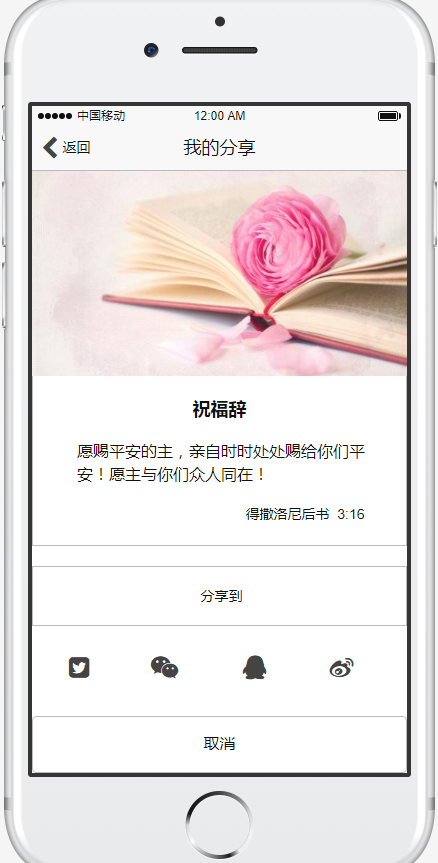 中国移动 12:00 AM
返回 我的分享
祝福辞
愿赐平安的主，亲自时时处处赐给你们平
安！愿主与你们众人同在！
得撒洛尼后书 3:16
分享到
取消